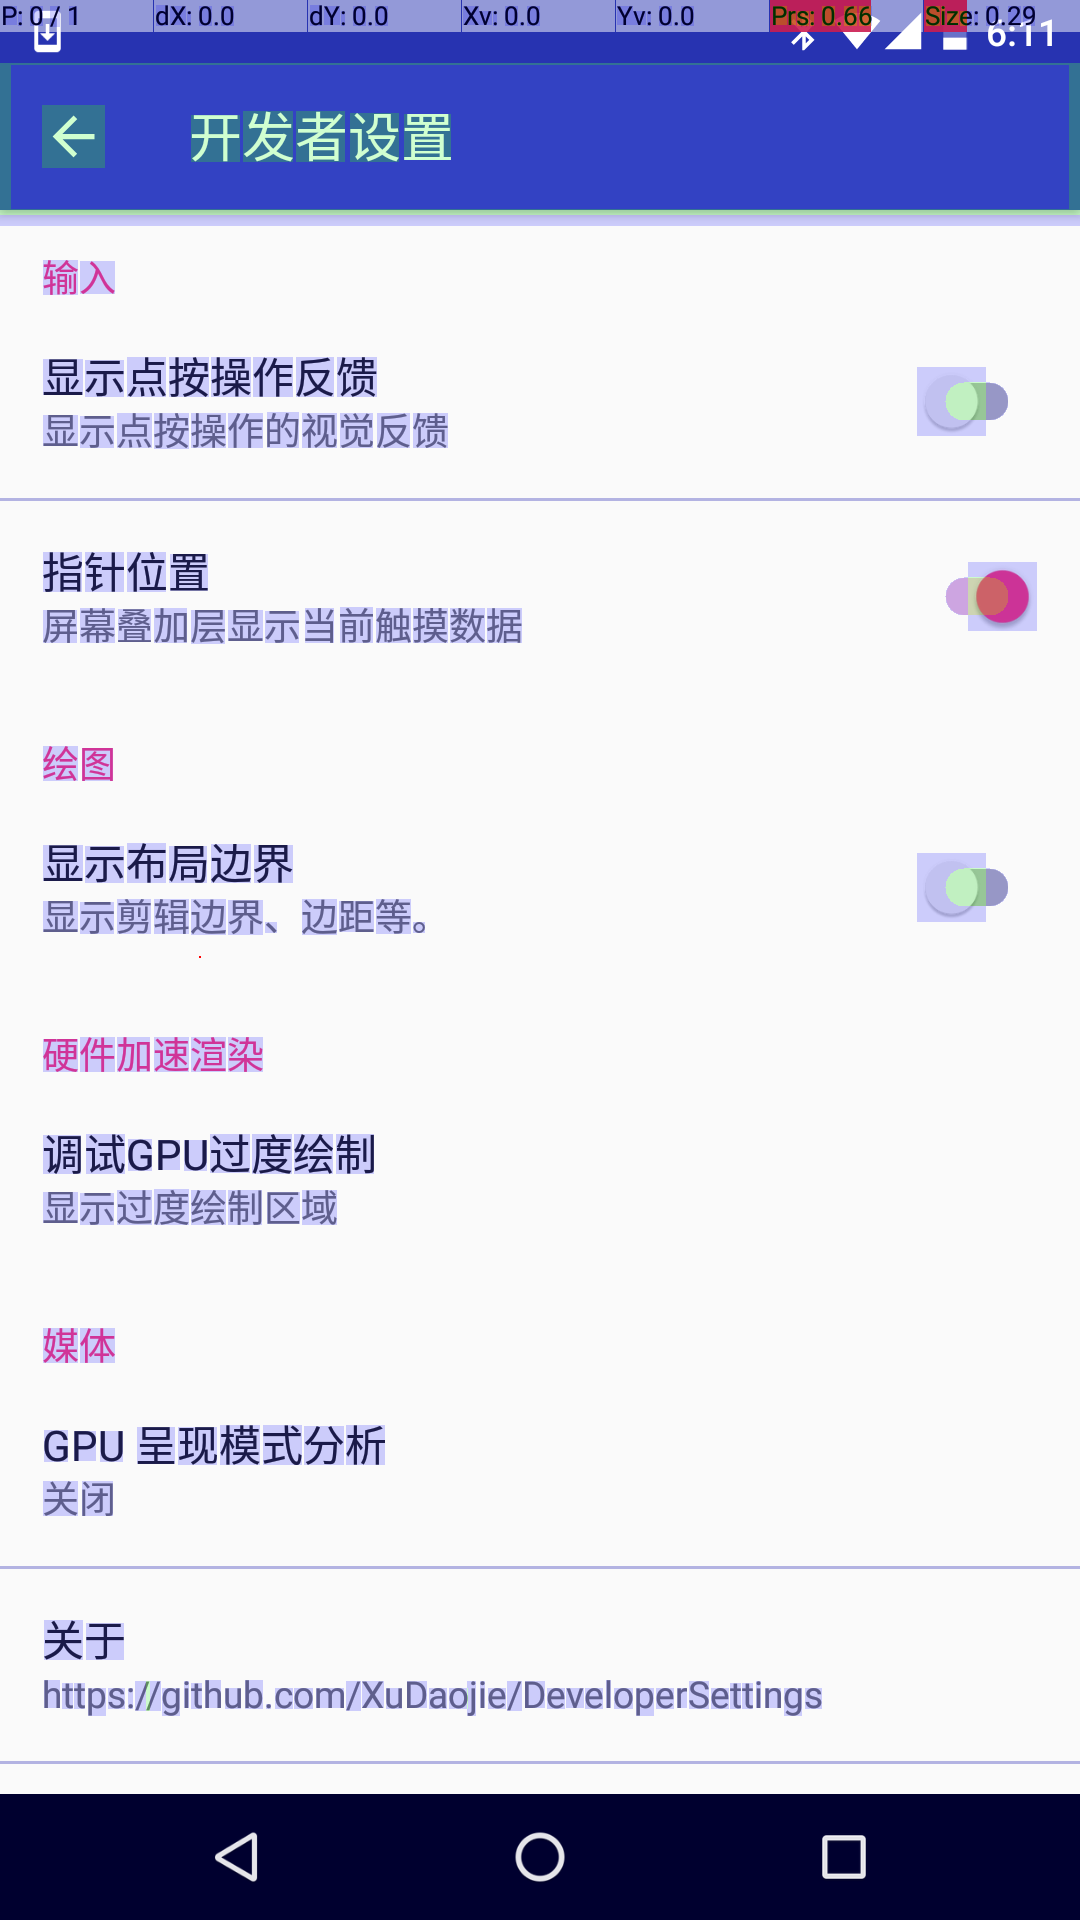 P: 0 / 1 dX: 0.0 dY: 0.0 Xv: 0.0 Yv: 0.0 Prs: 0.66 Size: 0.29
6:11
开发者设置
输入
显示点按操作反馈
显示点按操作的视觉反馈
指针位置
屏幕叠加层显示当前触摸数据
绘图
显示布局边界
显示剪辑边界、边距等。
硬件加速渲染
调试GPU过度绘制
显示过度绘制区域
媒体
GPU 呈现模式分析
关闭
关于
https://github.com/XuDaojie/DeveloperSettings